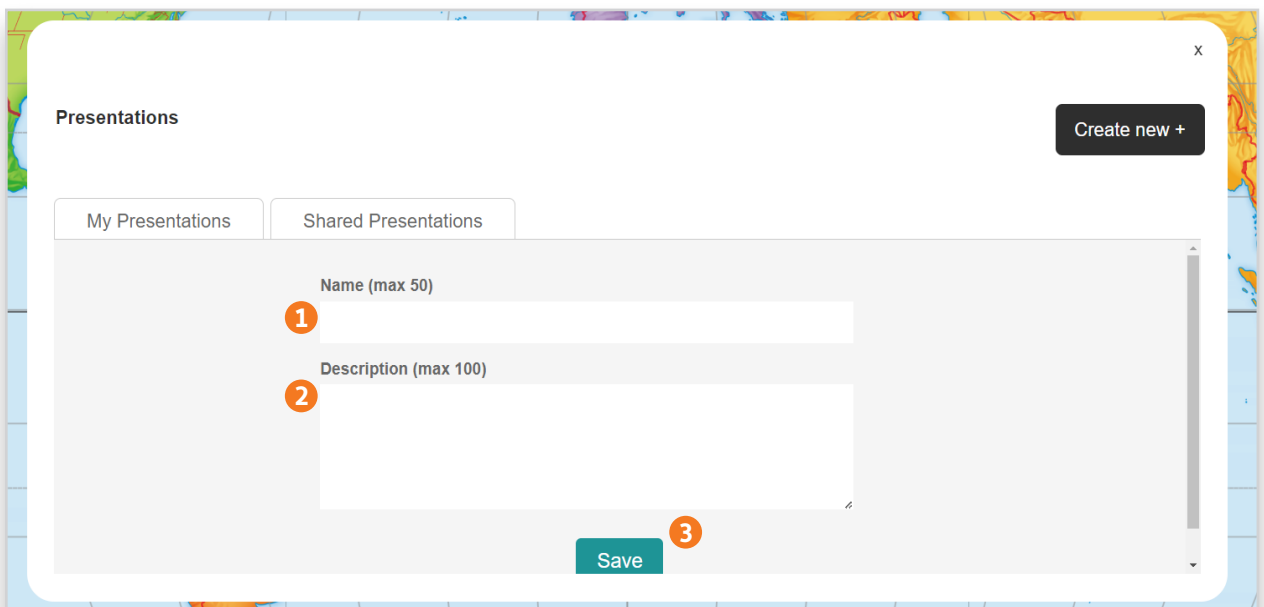 x
Presentations
Create new +
My Presentations
Shared Presentations
Name (max 50)
1
Description (max 100)
2
3
Save